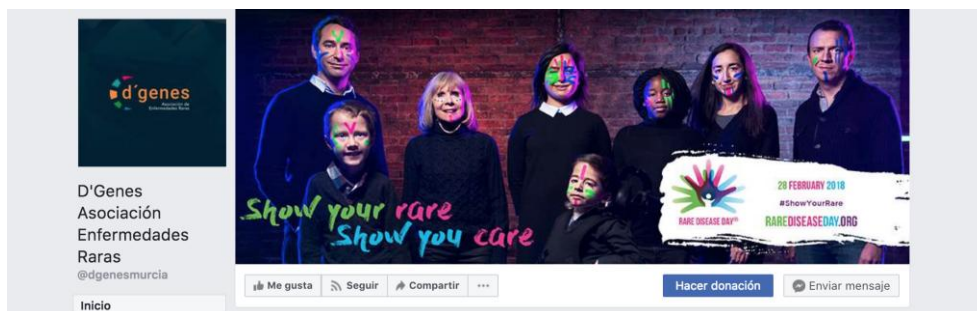 d´genes
Asociación de
Enfermedades Raras
D'Genes
Asociación
Enfermedades
Raras
@dgenesmurcia
Inicio
Show your rare
Show you care
RARE DISEASE DAY®
28 FEBRUARY 2018
#ShowYourRare
RAREDISEASEDAY.ORG
Me gusta
Seguir
Compartir
Hacer donación
Enviar mensaje